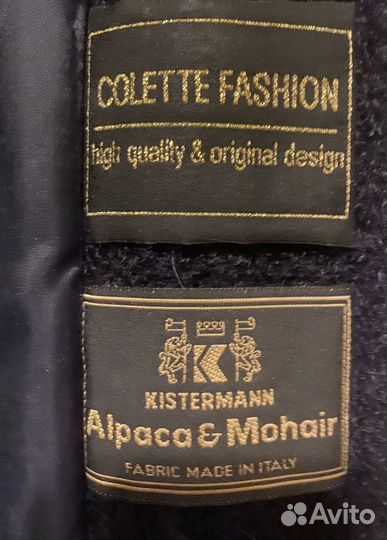 COLETTE FASHION
high quality & original design
K
KISTERMANN
Alpaca & Mohair
FABRIC MADE IN ITALY
Avito